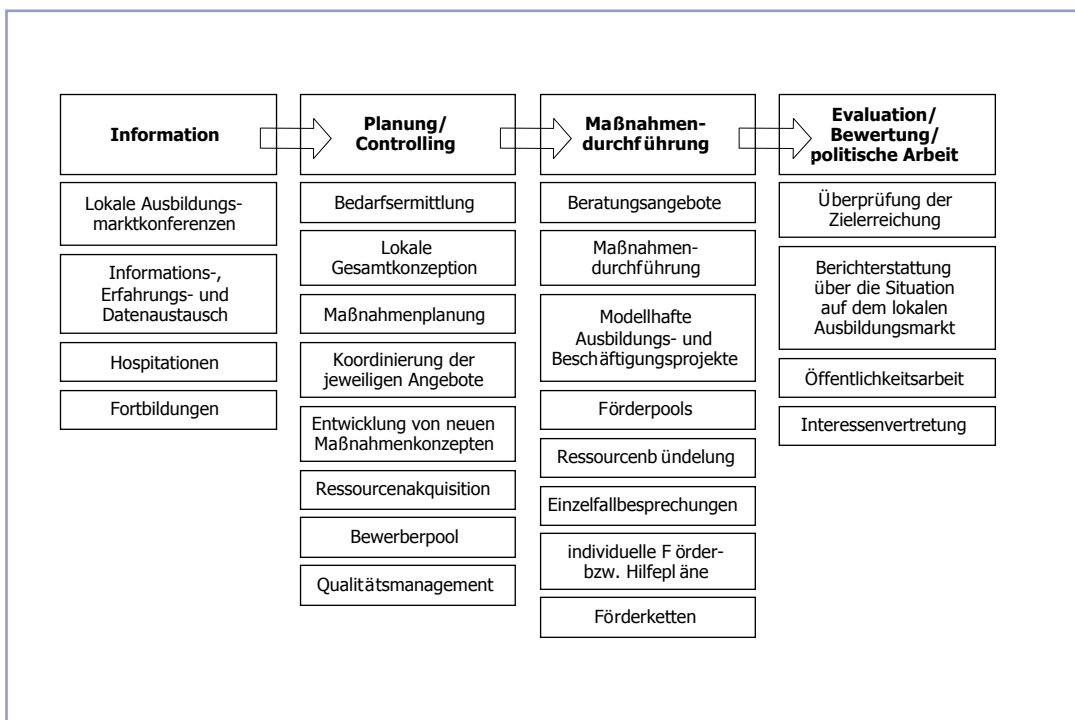 Information
Lokale Ausbildungs-
marktkonferenzen
Informations-,
Erfahrungs- und
Datenaustausch
Hospitationen
Fortbildungen
Planung/
Controlling
Bedarfsermittlung
Lokale
Gesamtkonzeption
Maßnahmenplanung
Koordinierung der
jeweiligen Angebote
Entwicklung von neuen
Maßnahmenkonzepten
Ressourcenakquisition
Bewerberpool
Qualitätsmanagement
Maßnahmen-
durchführung
Beratungsangebote
Maßnahmen-
durchführung
Modellhafte
Ausbildungs- und
Beschäftigungsprojekte
Förderpools
Ressourcenb ündelung
Einzelfallbesprechungen
individuelle F örder-
bzw. Hilfepl äne
Förderketten
Evaluation/
Bewertung/
politische Arbeit
Überprüfung der
Zielerreichung
Berichterstattung
über die Situation
auf dem lokalen
Ausbildungsmarkt
Öffentlichkeitsarbeit
Interessenvertretung